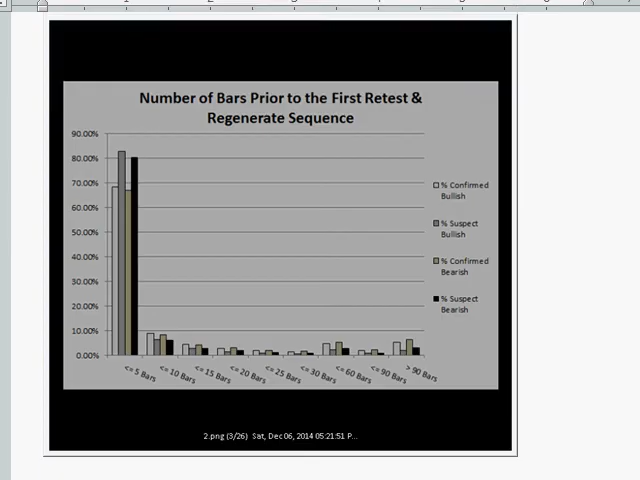 Number of Bars Prior to the First Retest &
Regenerate Sequence
90.00%
80.00%
70.00%
60.00%
50.00%
40.00%
30.00%
20.00%
10.00%
0.00%
<= 5 Bars
<= 10 Bars
<= 15 Bars
<= 20 Bars
<= 25 Bars
<= 30 Bars
<= 60 Bars
<= 90 Bars
> 90 Bars
% Confirmed
Bullish
% Suspect
Bullish
% Confirmed
Bearish
% Suspect
Bearish
2.png (3/26) Sat, Dec 06, 2014 05:21:51 P...